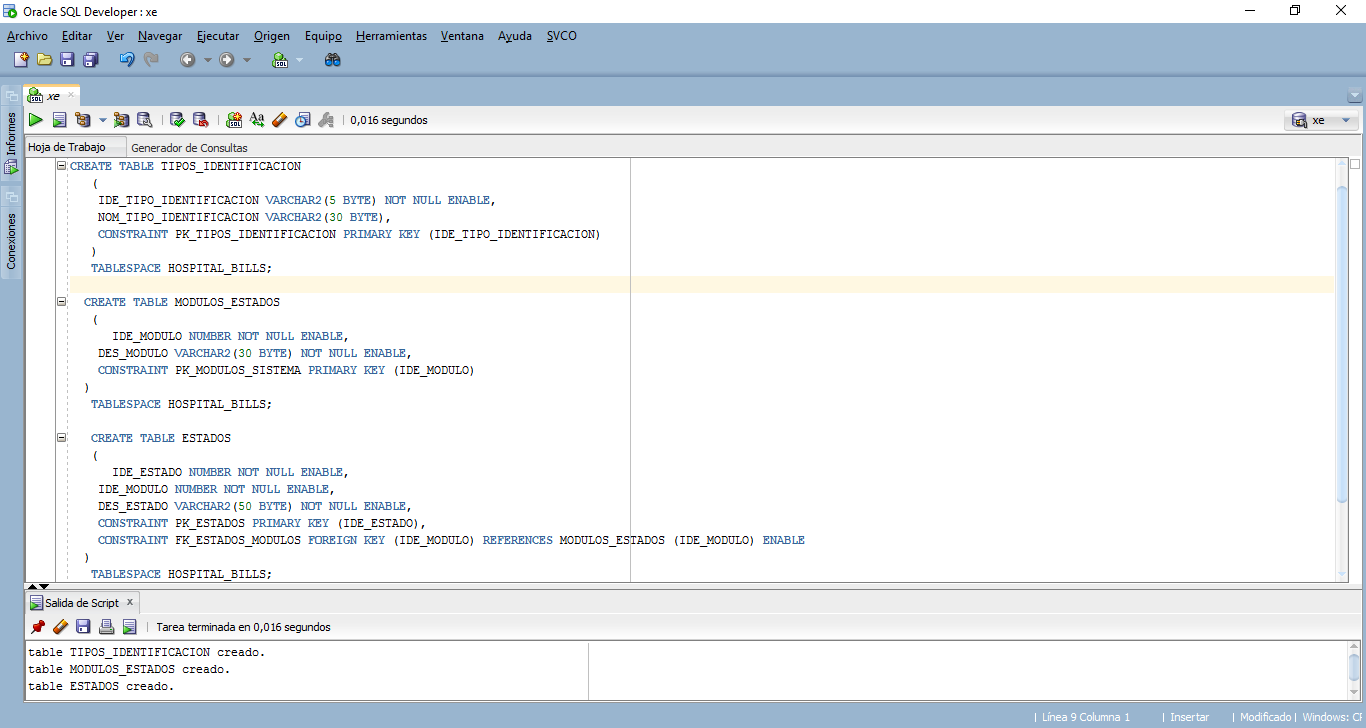 Oracle SQL Developer : xe
Archivo Editar Ver Navegar Ejecutar Origen Equipo Herramientas Ventana Ayuda SVCO
xe
0,016 segundos
xe
Informes
Conexiones
Hoja de Trabajo Generador de Consultas
CREATE TABLE TIPOS_IDENTIFICACION
(
IDE_TIPO_IDENTIFICACION VARCHAR2(5 BYTE) NOT NULL ENABLE,
NOM_TIPO_IDENTIFICACION VARCHAR2(30 BYTE),
CONSTRAINT PK_TIPOS_IDENTIFICACION PRIMARY KEY (IDE_TIPO_IDENTIFICACION)
)
TABLESPACE HOSPITAL_BILLS;
CREATE TABLE MODULOS_ESTADOS
(
IDE_MODULO NUMBER NOT NULL ENABLE,
DES_MODULO VARCHAR2(30 BYTE) NOT NULL ENABLE,
CONSTRAINT PK_MODULOS_SISTEMA PRIMARY KEY (IDE_MODULO)
)
TABLESPACE HOSPITAL_BILLS;
CREATE TABLE ESTADOS
(
IDE_ESTADO NUMBER NOT NULL ENABLE,
IDE_MODULO NUMBER NOT NULL ENABLE,
DES_ESTADO VARCHAR2(50 BYTE) NOT NULL ENABLE,
CONSTRAINT PK_ESTADOS PRIMARY KEY (IDE_ESTADO),
CONSTRAINT FK_ESTADOS_MODULOS FOREIGN KEY (IDE_MODULO) REFERENCES MODULOS_ESTADOS (IDE_MODULO) ENABLE
)
TABLESPACE HOSPITAL_BILLS;
Salida de Script x
Tarea terminada en 0,016 segundos
table TIPOS_IDENTIFICACION creado.
table MODULOS_ESTADOS creado.
table ESTADOS creado.
| Línea 9 Columna 1 | Insertar | Modificado | Windows: CF